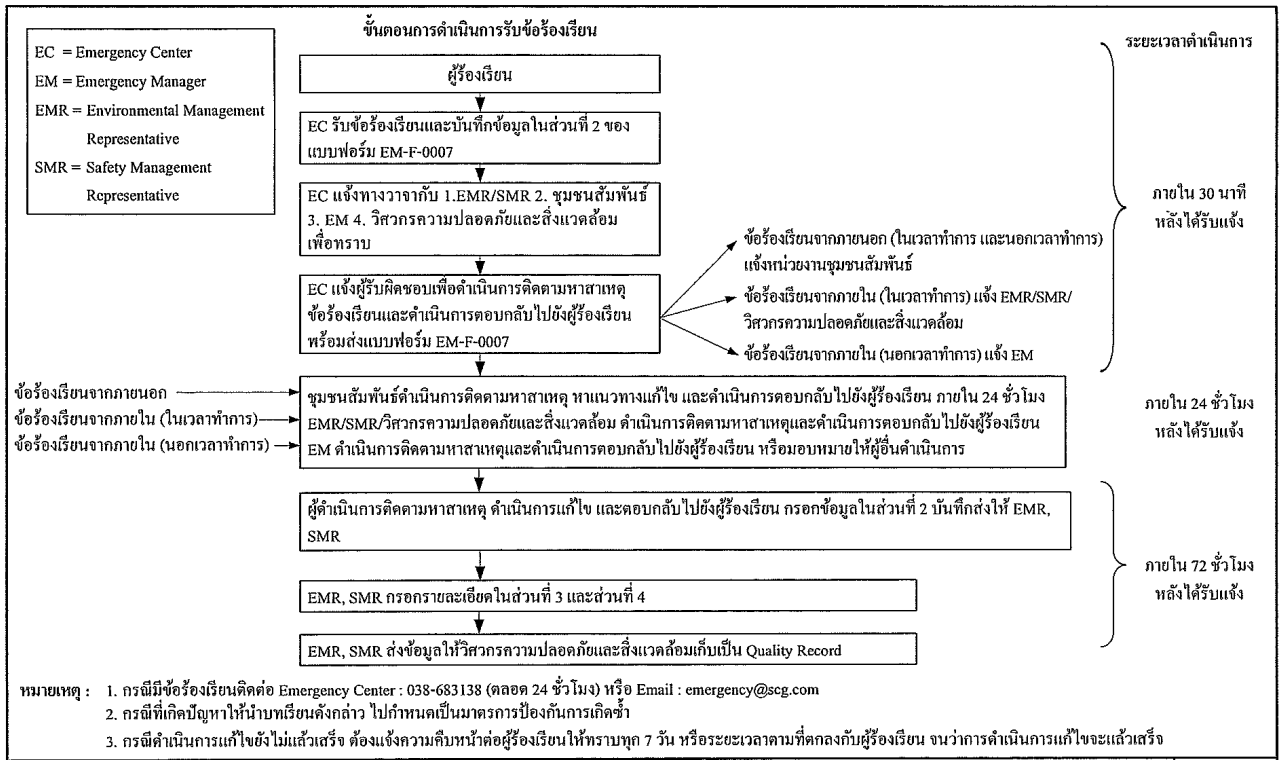 ขั้นตอนการดำเนินการรับข้อร้องเรียน
ระยะเวลาดำเนินการ
EC = Emergency Center
EM = Emergency Manager
EMR = Environmental Management
Representative
SMR = Safety Management
Representative
ผู้ร้องเรียน
EC รับข้อร้องเรียนและบันทึกข้อมูลในส่วนที่ 2 ของ
แบบฟอร์ม EM-F-0007
EC แจ้งทางวาจากับ 1.EMR/SMR 2. ชุมชนสัมพันธ์
3. EM 4. วิศวกรความปลอดภัยและสิ่งแวดล้อม
เพื่อทราบ
EC แจ้งผู้รับผิดชอบเพื่อดำเนินการติดตามหาสาเหตุ
ข้อร้องเรียนและดำเนินการตอบกลับไปยังผู้ร้องเรียน
พร้อมส่งแบบฟอร์ม EM-F-0007
ข้อร้องเรียนจากภายนอก (ในเวลาทำการ และนอกเวลาทำการ)
แจ้งหน่วยงานชุมชนสัมพันธ์
ข้อร้องเรียนจากภายใน (ในเวลาทำการ) แจ้ง EMR/SMR/
วิศวกรความปลอดภัยและสิ่งแวดล้อม
ข้อร้องเรียนจากภายใน (นอกเวลาทำการ) แจ้ง EM
ภายใน 30 นาที
หลังได้รับแจ้ง
ข้อร้องเรียนจากภายนอก
ข้อร้องเรียนจากภายใน (ในเวลาทำการ)
ข้อร้องเรียนจากภายใน (นอกเวลาทำการ)
ชุมชนสัมพันธ์ดำเนินการติดตามหาสาเหตุ หาแนวทางแก้ไข และดำเนินการตอบกลับไปยังผู้ร้องเรียน ภายใน 24 ชั่วโมง
EMR/SMR/วิศวกรความปลอดภัยและสิ่งแวดล้อม ดำเนินการติดตามหาสาเหตุและดำเนินการตอบกลับไปยังผู้ร้องเรียน
EM ดำเนินการติดตามหาสาเหตุและดำเนินการตอบกลับไปยังผู้ร้องเรียน หรือมอบหมายให้ผู้อื่นดำเนินการ
ภายใน 24 ชั่วโมง
หลังได้รับแจ้ง
ผู้ดำเนินการติดตามหาสาเหตุ ดำเนินการแก้ไข และตอบกลับไปยังผู้ร้องเรียน กรอกข้อมูลในส่วนที่ 2 บันทึกส่งให้ EMR,
SMR
EMR, SMR กรอกรายละเอียดในส่วนที่ 3 และส่วนที่ 4
EMR, SMR ส่งข้อมูลให้วิศวกรความปลอดภัยและสิ่งแวดล้อมเก็บเป็น Quality Record
ภายใน 72 ชั่วโมง
หลังได้รับแจ้ง
หมายเหตุ : 1. กรณีมีข้อร้องเรียนติดต่อ Emergency Center : 038-683138 (ตลอด 24 ชั่วโมง) หรือ Email : emergency@scg.com
2. กรณีที่เกิดปัญหาให้นำบทเรียนดังกล่าว ไปกำหนดเป็นมาตรการป้องกันการเกิดซ้ำ
3. กรณีดำเนินการแก้ไขยังไม่แล้วเสร็จ ต้องแจ้งความคืบหน้าต่อผู้ร้องเรียนให้ทราบทุก 7 วัน หรือระยะเวลาตามที่ตกลงกับผู้ร้องเรียน จนว่าการดำเนินการแก้ไขจะแล้วเสร็จ